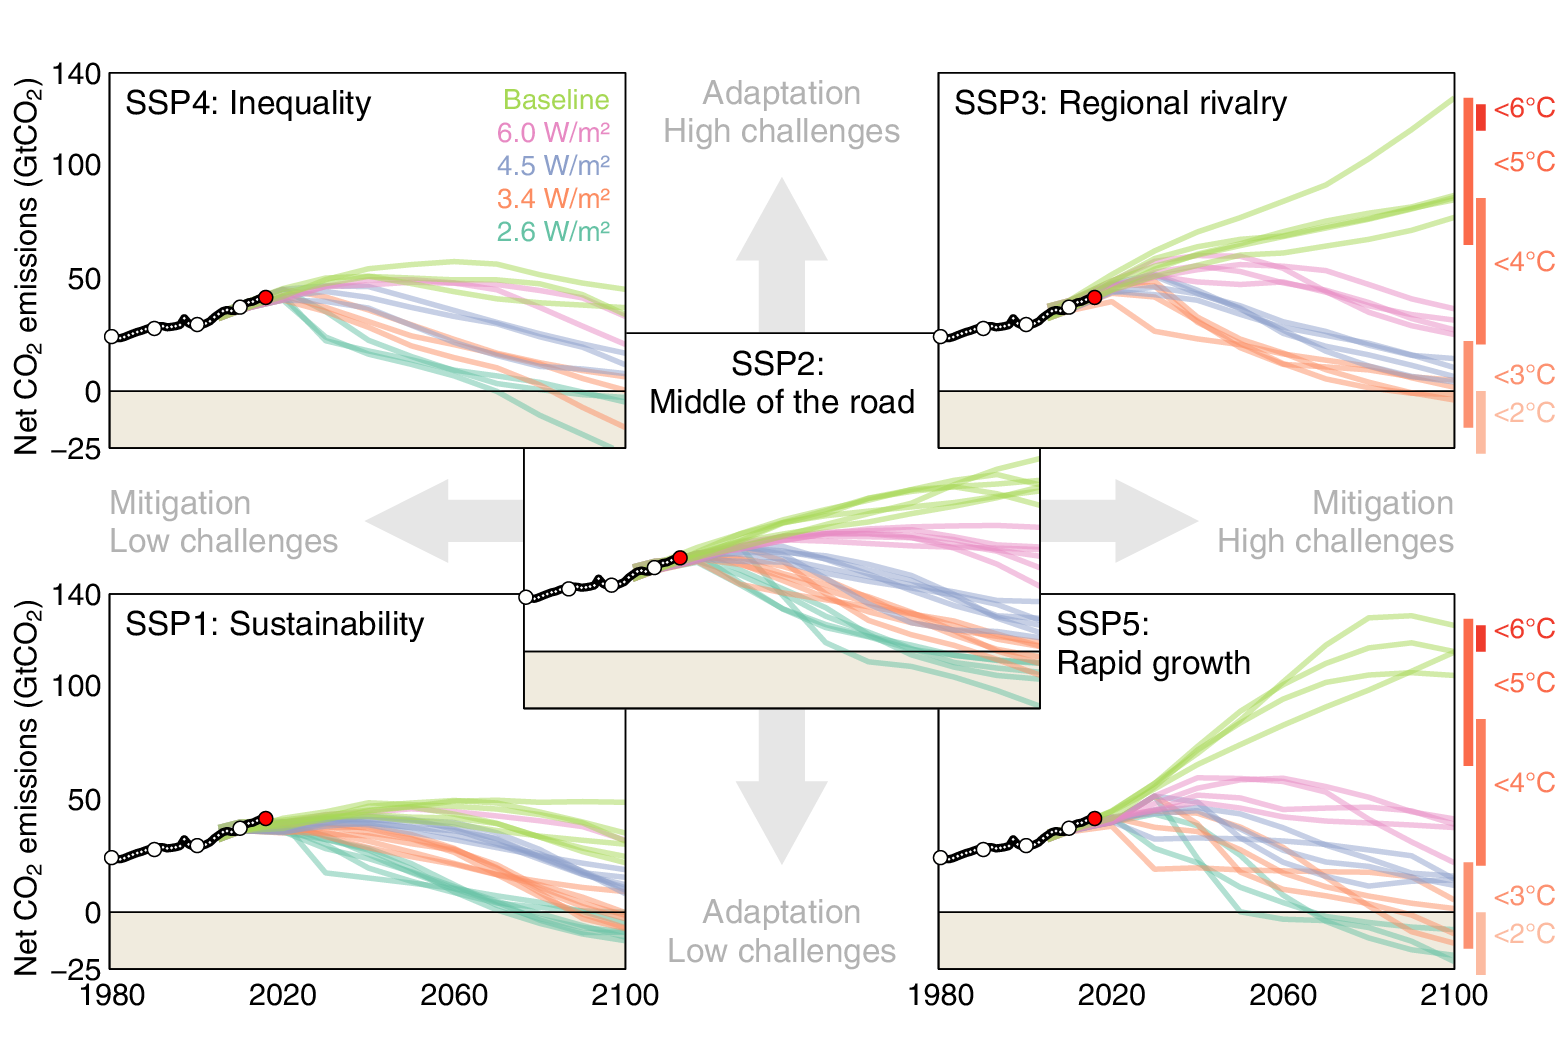 140
100
50
0
−25
Net CO₂ emissions (GtCO₂)
SSP4: Inequality
Baseline
6.0 W/m²
4.5 W/m²
3.4 W/m²
2.6 W/m²
Adaptation
High challenges
SSP3: Regional rivalry
<6°C
<5°C
<4°C
<3°C
<2°C
SSP2:
Middle of the road
Mitigation
Low challenges
Mitigation
High challenges
140
100
50
0
−25
Net CO₂ emissions (GtCO₂)
SSP1: Sustainability
1980
2020
2060
2100
Adaptation
Low challenges
SSP5:
Rapid growth
<6°C
<5°C
<4°C
<3°C
<2°C
1980
2020
2060
2100